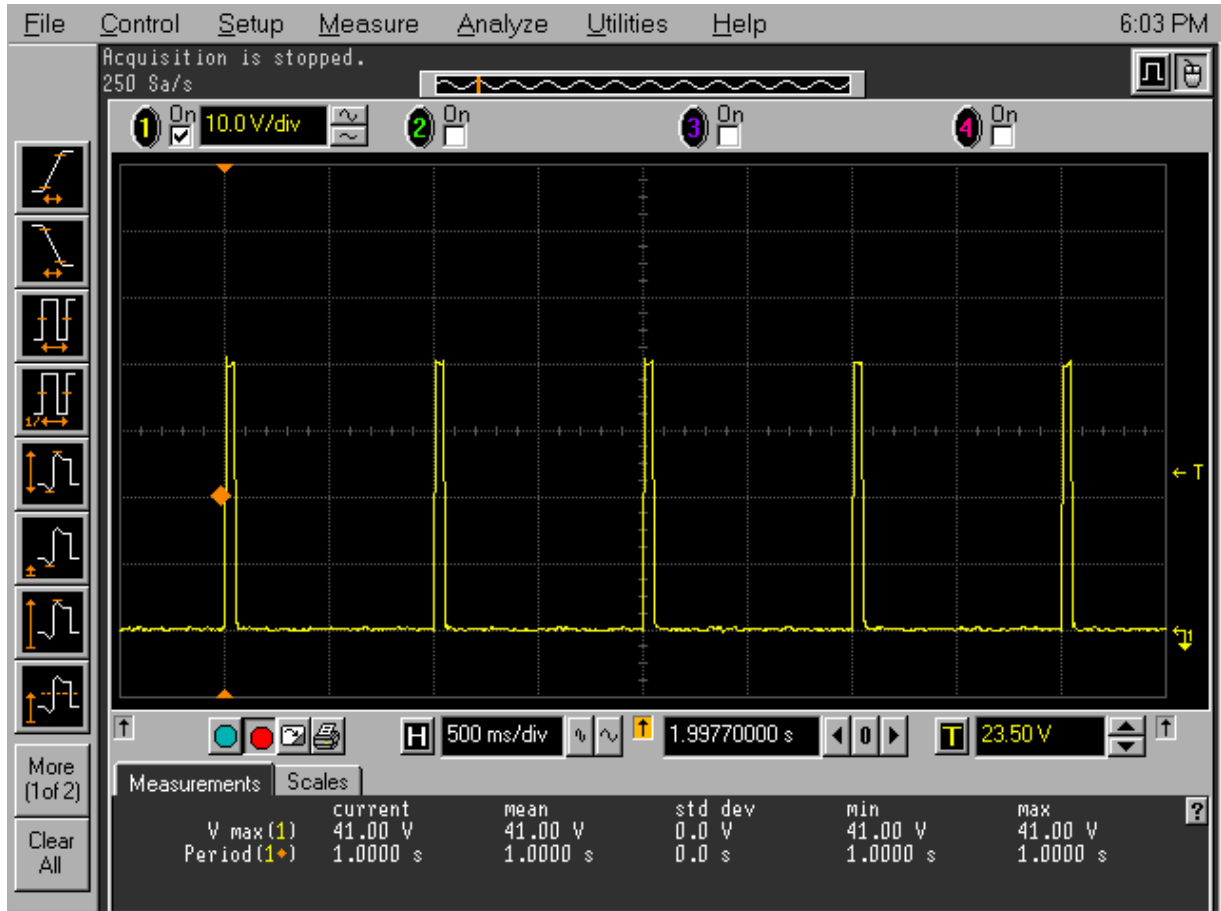 File Control Setup Measure Analyze Utilities Help 6:03 PM
Acquisition is stopped.
250 Sa/s
1 On 10.0 V/div 2 On 3 On 4 On
T
1
H 500 ms/div 1.99770000 s 0 T 23.50 V
More
(1 of 2)
Clear
All
Measurements Scales
current mean std dev min max ?
V max(1) 41.00 V 41.00 V 0.0 V 41.00 V 41.00 V
Period(1◆) 1.0000 s 1.0000 s 0.0 s 1.0000 s 1.0000 s
1/